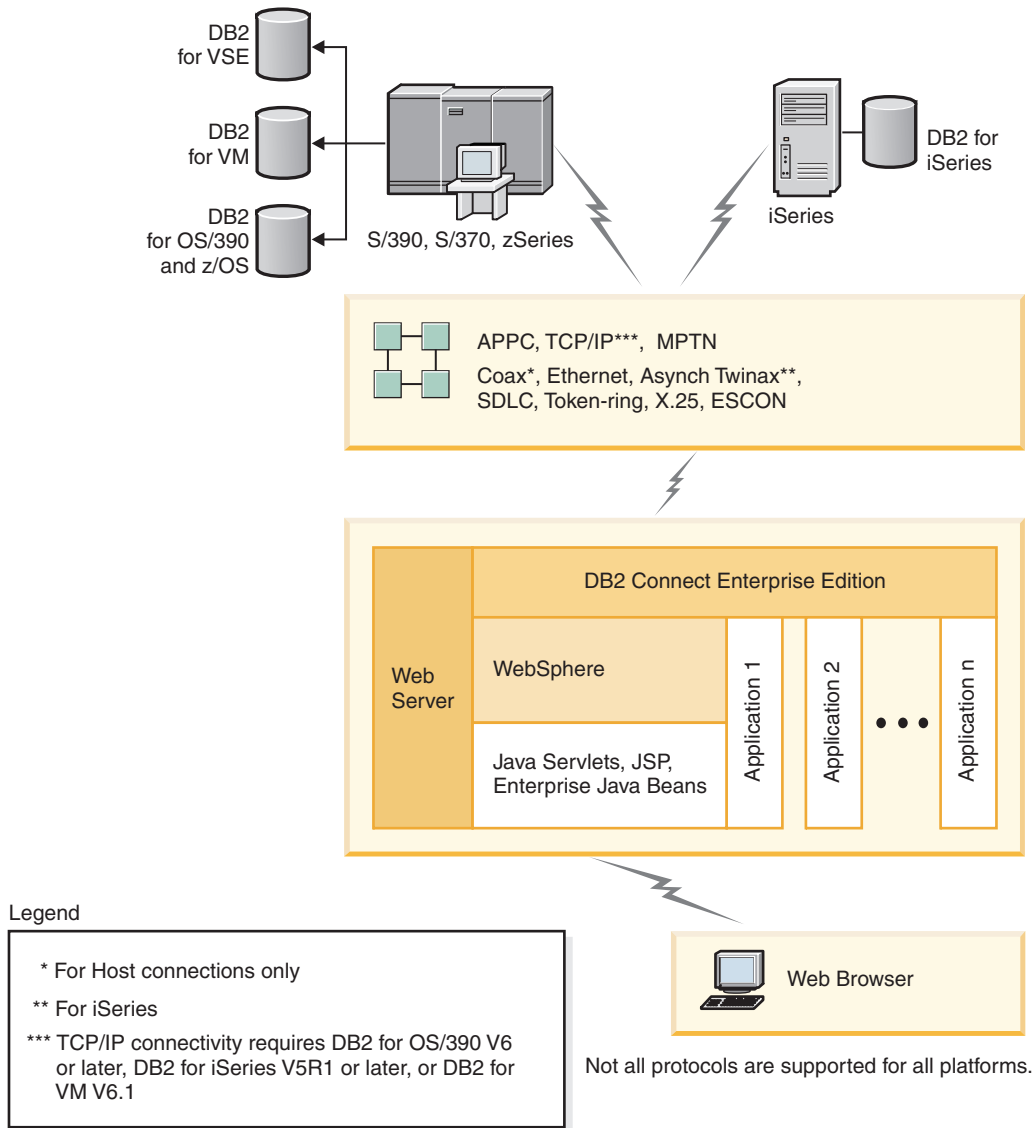 DB2
for VSE
DB2
for VM
DB2
for OS/390
and z/OS
S/390, S/370, zSeries
DB2 for
iSeries
iSeries
APPC, TCP/IP***, MPTN
Coax*, Ethernet, Asynch Twinax**,
SDLC, Token-ring, X.25, ESCON
DB2 Connect Enterprise Edition
Web
Server
WebSphere
Java Servlets, JSP,
Enterprise Java Beans
Application 1
Application 2
Application n
Web Browser
Not all protocols are supported for all platforms.
Legend
* For Host connections only
** For iSeries
*** TCP/IP connectivity requires DB2 for OS/390 V6
or later, DB2 for iSeries V5R1 or later, or DB2 for
VM V6.1